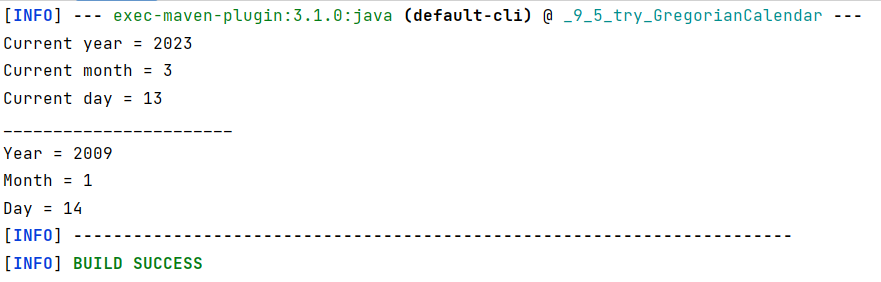 [INFO] --- exec-maven-plugin:3.1.0:java (default-cli) @ _9_5_try_GregorianCalendar ---
Current year = 2023
Current month = 3
Current day = 13
_______________________
Year = 2009
Month = 1
Day = 14
[INFO] ------------------------------------------------------------------------
[INFO] BUILD SUCCESS